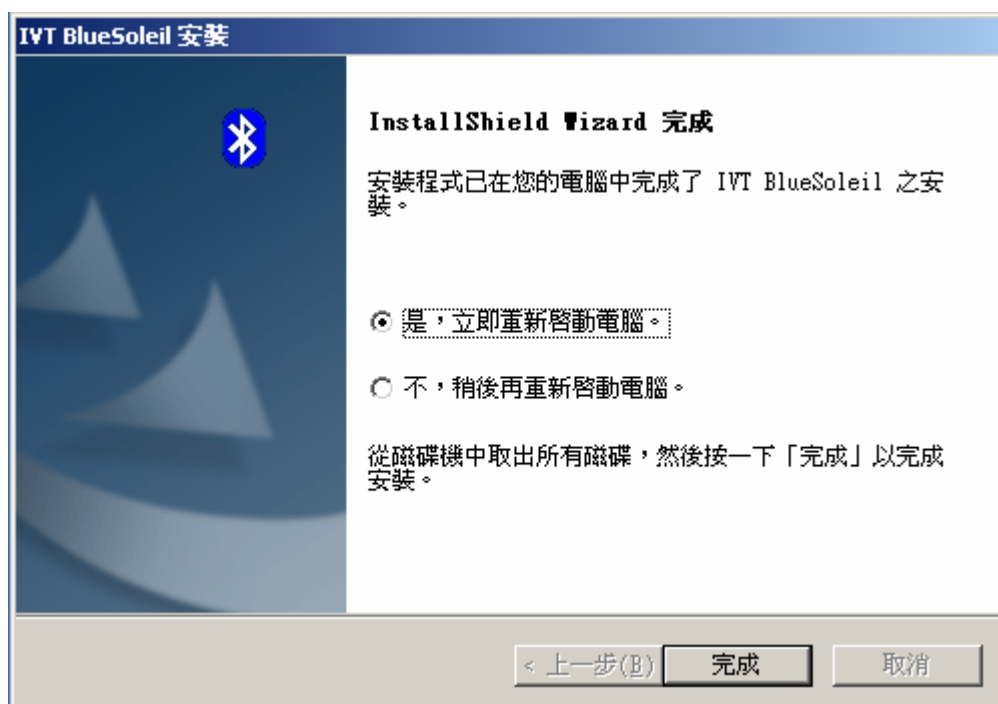 IVT BlueSoleil 安裝
InstallShield Wizard 完成
安裝程式已在您的電腦中完成了 IVT BlueSoleil 之安
裝。
是，立即重新啓動電腦。
不，稍後再重新啓動電腦。
從磁碟機中取出所有磁碟，然後按一下「完成」以完成
安裝。
< 上一步(B) 完成 取消